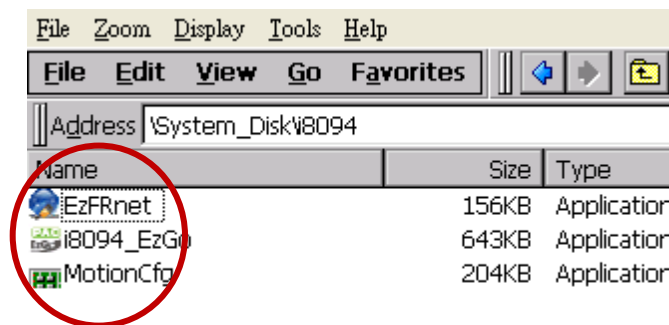 File Zoom Display Tools Help
File Edit View Go Favorites
Address \System_Disk\i8094
Name Size Type
EzFRnet 156KB Application
i8094_EzGo 643KB Application
MotionCfg 204KB Application